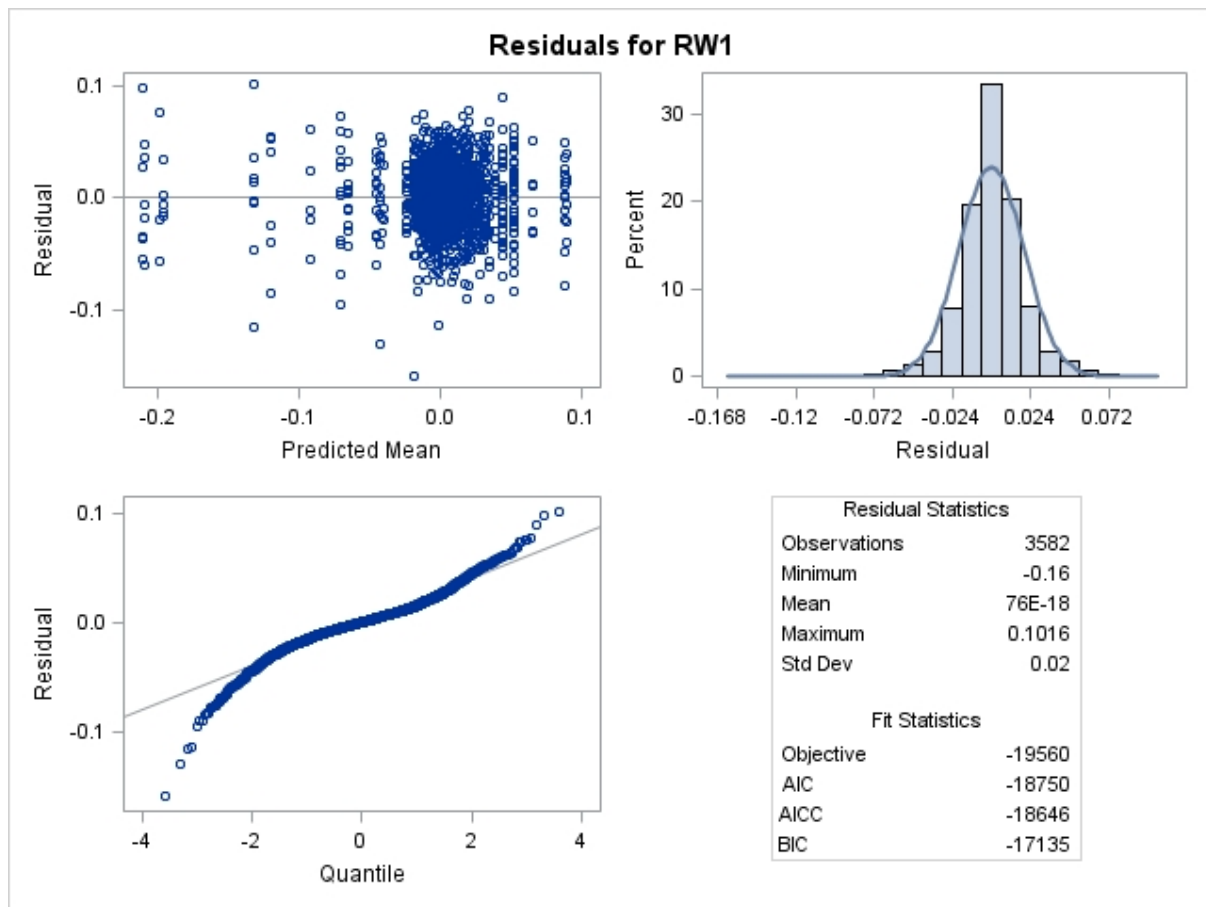 Residuals for RW1
0.1
0.0
-0.1
Residual
-0.2 -0.1 0.0 0.1
Predicted Mean
30
20
10
0
Percent
-0.168 -0.12 -0.072 -0.024 0.024 0.072
Residual
0.1
0.0
-0.1
Residual
-4 -2 0 2 4
Quantile
Residual Statistics
Observations 3582
Minimum -0.16
Mean 76E-18
Maximum 0.1016
Std Dev 0.02
Fit Statistics
Objective -19560
AIC -18750
AICC -18646
BIC -17135